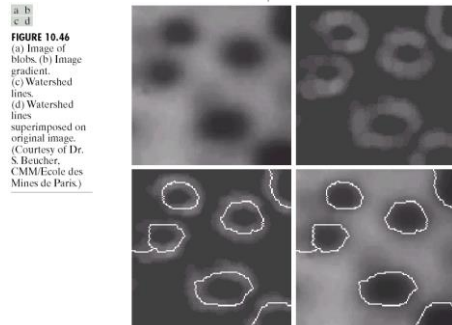 a b
c d
FIGURE 10.46
(a) Image of
blobs. (b) Image
gradient.
(c) Watershed
lines.
(d) Watershed
lines
superimposed on
original image.
(Courtesy of Dr.
S. Beucher,
CMM/Ecole des
Mines de Paris.)